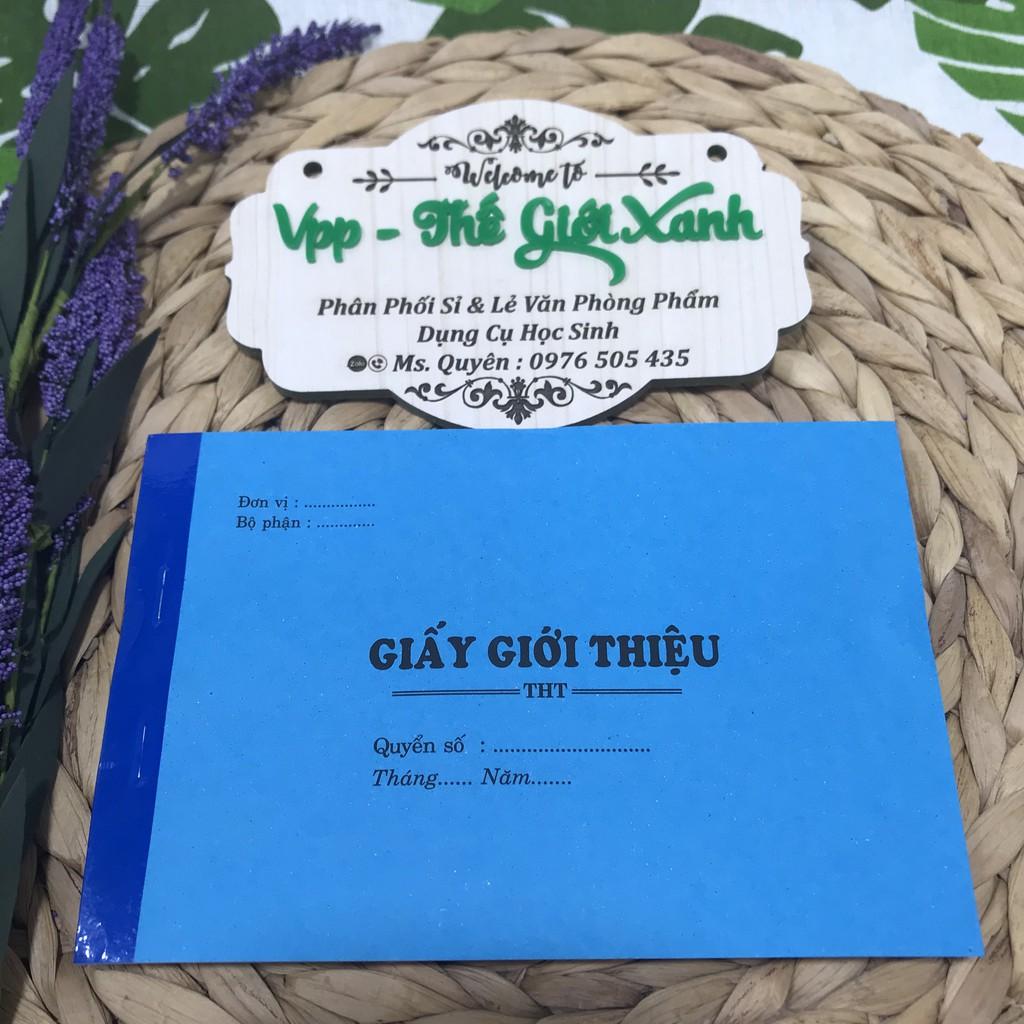 Welcome to
Vpp - Thế Giới Xanh
Phân Phối Sỉ & Lẻ Văn Phòng Phẩm
Dụng Cụ Học Sinh
Zalo Ms. Quyên : 0976 505 435
Đơn vị : ................
Bộ phận : .............
GIẤY GIỚI THIỆU
THT
Quyển số : ............................
Tháng...... Năm.......